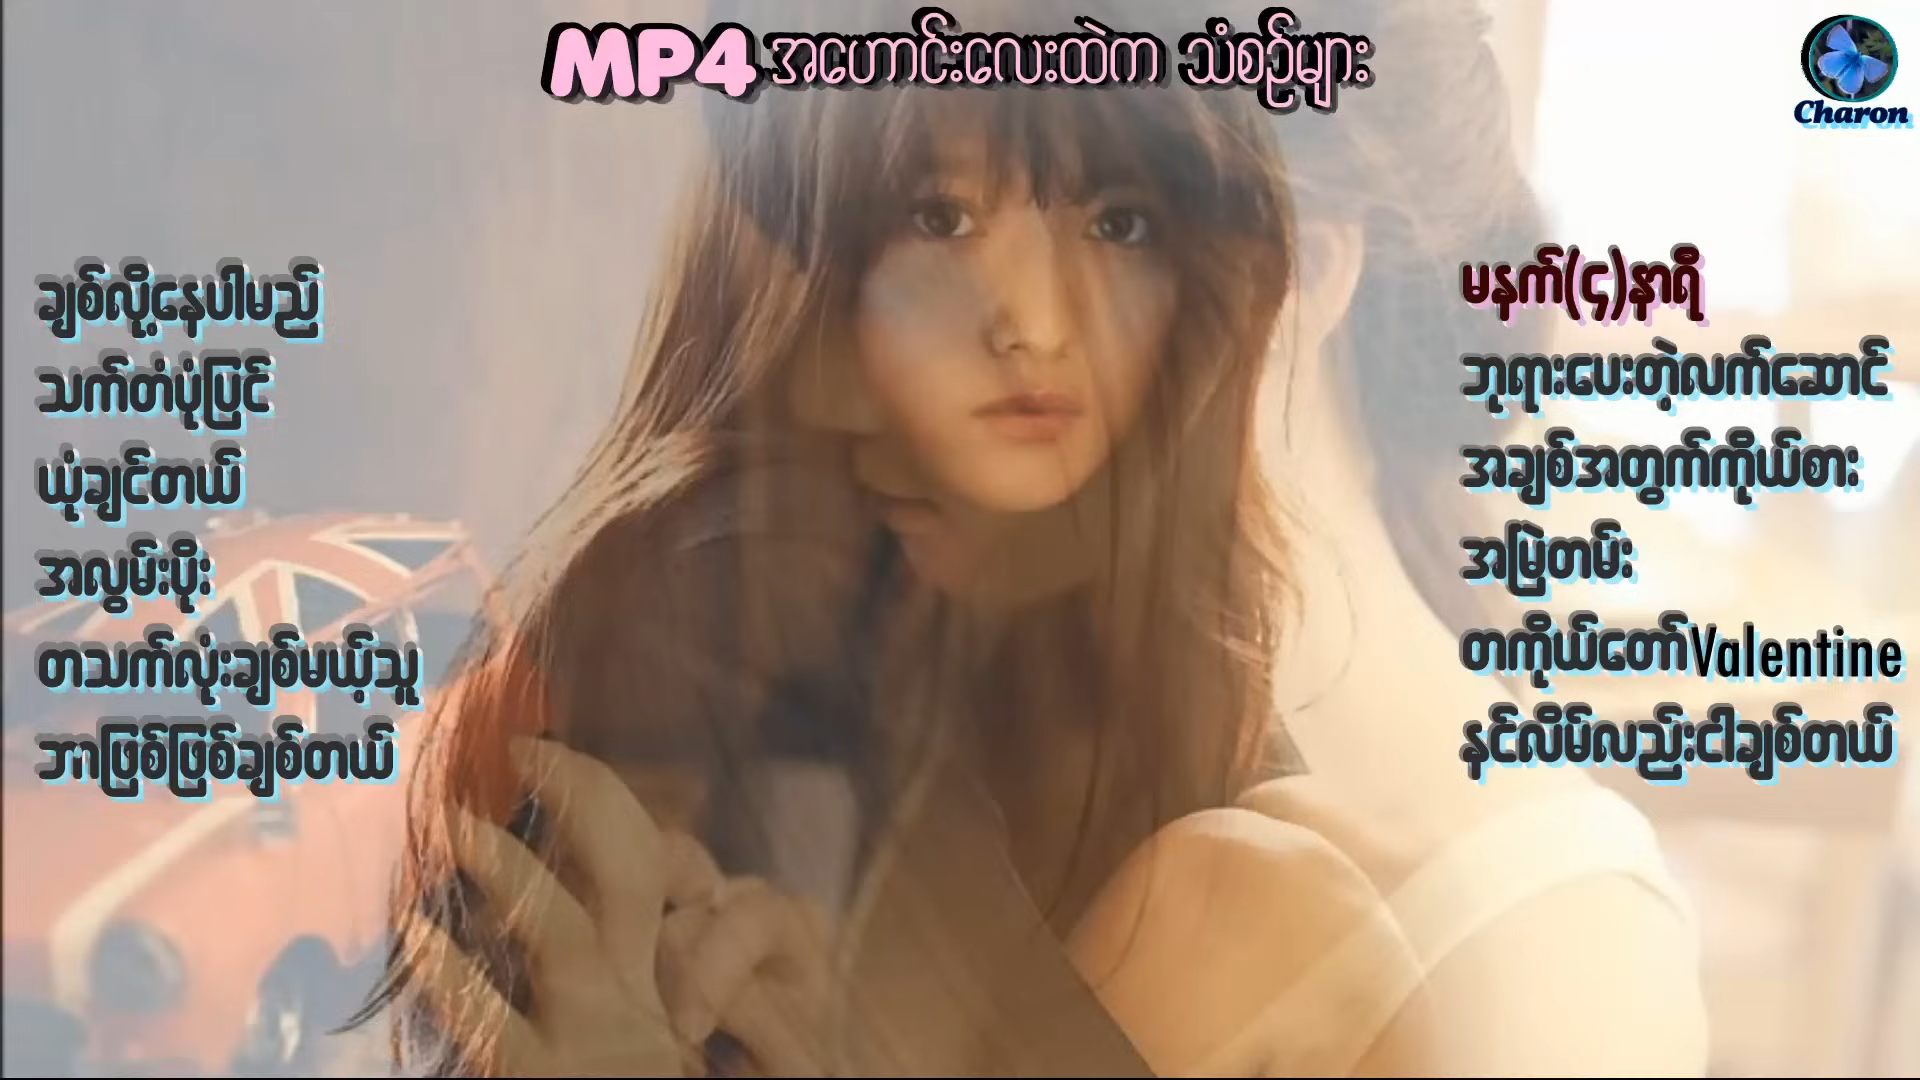 MP4 အဟောင်းလေးထဲက သံစဉ်များ
Charon
ချစ်လို့နေပါမည်
သက်တံပုံပြင်
ယုံချင်တယ်
အလွမ်းပိုး
တသက်လုံးချစ်မယ့်သူ
ဘာဖြစ်ဖြစ်ချစ်တယ်
မနက်(၄)နာရီ
ဘုရားပေးတဲ့လက်ဆောင်
အချစ်အတွက်ကိုယ်စား
အမြဲတမ်း
တကိုယ်တော်Valentine
နင်လိမ်လည်းငါချစ်တယ်